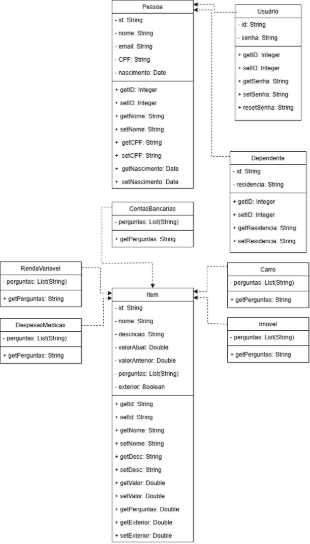 Pessoa
- id: String
- nome: String
- email: String
- CPF: String
- nascimento: Date
+ getID: Integer
+ setID: Integer
+ getNome: String
+ setNome: String
+ getCPF: String
+ setCPF: String
+ getNascimento: Date
+ setNascimento: Date
Usuário
- id: String
- senha: String
+ getID: Integer
+ setID: Integer
+ getSenha: String
+ setSenha: String
+ resetSenha: String
Dependente
- id: String
- residencia: String
+ getID: Integer
+ setID: Integer
+ getResidencia: String
+ setResidencia: String
ContasBancarias
- perguntas: List(String)
+ getPerguntas: String
RendaVariavel
- perguntas: List(String)
+ getPerguntas: String
DespesasMedicas
- perguntas: List(String)
+ getPerguntas: String
Item
- id: String
- nome: String
- descricao: String
- valorAtual: Double
- valorAnterior: Double
- perguntas: List(String)
- exterior: Boolean
+ getId: String
+ setId: String
+ getNome: String
+ setNome: String
+ getDesc: String
+ setDesc: String
+ getValor: Double
+ setValor: Double
+ getPerguntas: Double
+ getExterior: Double
+ setExterior: Double
Carro
- perguntas: List(String)
+ getPerguntas: String
Imovel
- perguntas: List(String)
+ getPerguntas: String